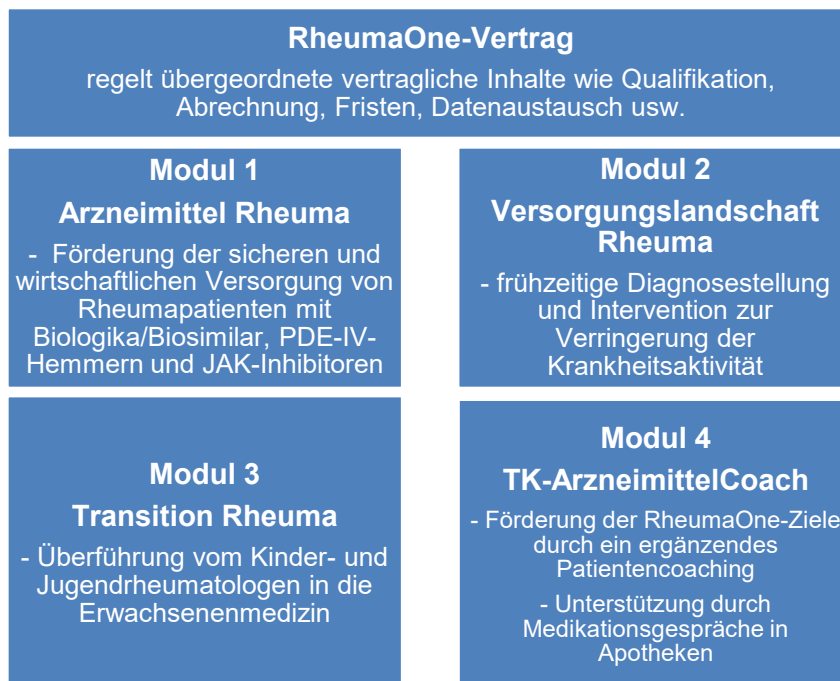 RheumaOne-Vertrag
regelt übergeordnete vertragliche Inhalte wie Qualifikation,
Abrechnung, Fristen, Datenaustausch usw.
Modul 1
Arzneimittel Rheuma
- Förderung der sicheren und
wirtschaftlichen Versorgung von
Rheumapatienten mit
Biologika/Biosimilar, PDE-IV-
Hemmern und JAK-Inhibitoren
Modul 2
Versorgungslandschaft
Rheuma
- frühzeitige Diagnosestellung
und Intervention zur
Verringerung der
Krankheitsaktivität
Modul 3
Transition Rheuma
- Überführung vom Kinder- und
Jugendrheumatologen in die
Erwachsenenmedizin
Modul 4
TK-ArzneimittelCoach
- Förderung der RheumaOne-Ziele
durch ein ergänzendes
Patientencoaching
- Unterstützung durch
Medikationsgespräche in
Apotheken